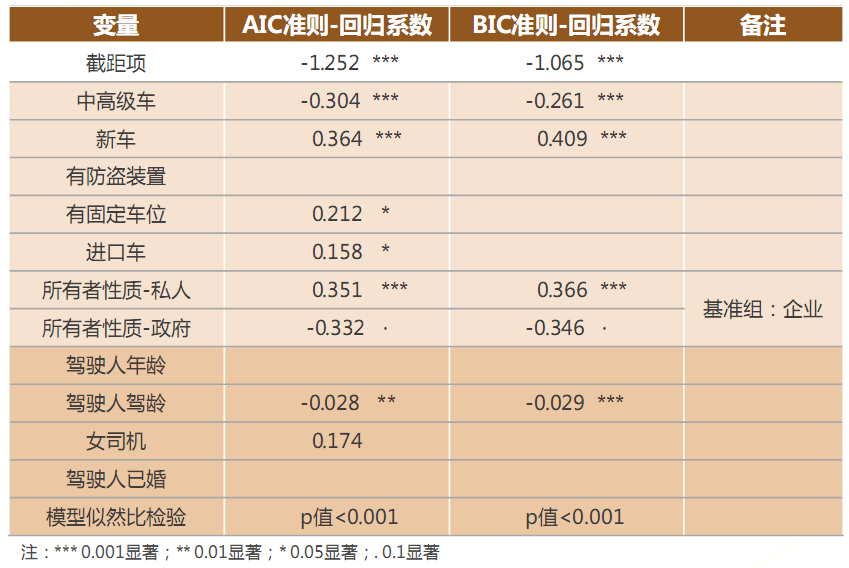 变量 AIC准则-回归系数 BIC准则-回归系数 备注
截距项 -1.252 *** -1.065 ***
中高级车 -0.304 *** -0.261 ***
新车 0.364 *** 0.409 ***
有防盗装置
有固定车位 0.212 *
进口车 0.158 *
所有者性质-私人 0.351 *** 0.366 ***
基准组：企业
所有者性质-政府 -0.332 . -0.346 .
驾驶人年龄
驾驶人驾龄 -0.028 ** -0.029 ***
女司机 0.174
驾驶人已婚
模型似然比检验 p值<0.001 p值<0.001
注：*** 0.001显著；** 0.01显著；* 0.05显著；. 0.1显著